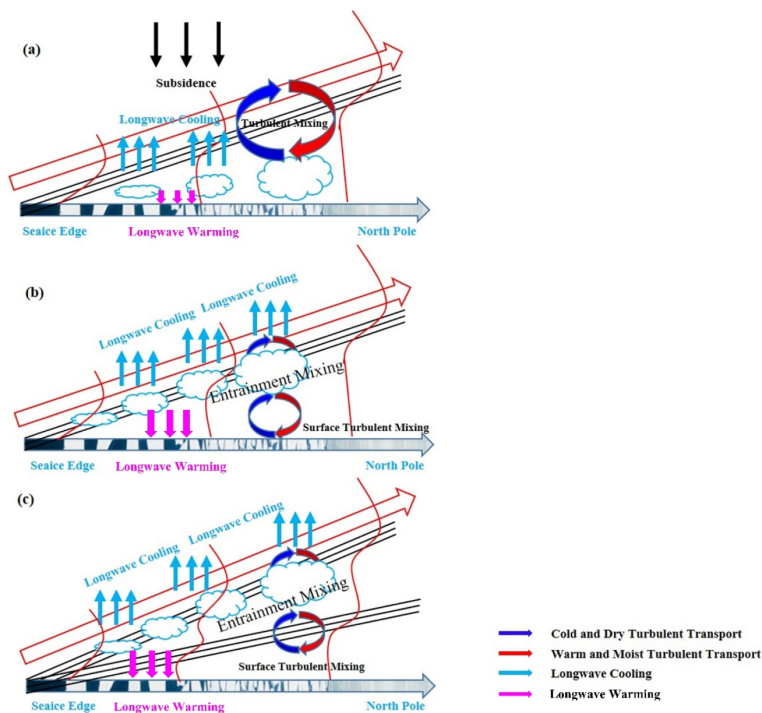 (a)
Subsidence
Longwave Cooling
Turbulent Mixing
Seaice Edge
Longwave Warming
North Pole
(b)
Longwave Cooling
Longwave Cooling
Entrainment Mixing
Surface Turbulent Mixing
Seaice Edge
Longwave Warming
North Pole
(c)
Longwave Cooling
Longwave Cooling
Entrainment Mixing
Surface Turbulent Mixing
Seaice Edge
Longwave Warming
North Pole
Cold and Dry Turbulent Transport
Warm and Moist Turbulent Transport
Longwave Cooling
Longwave Warming